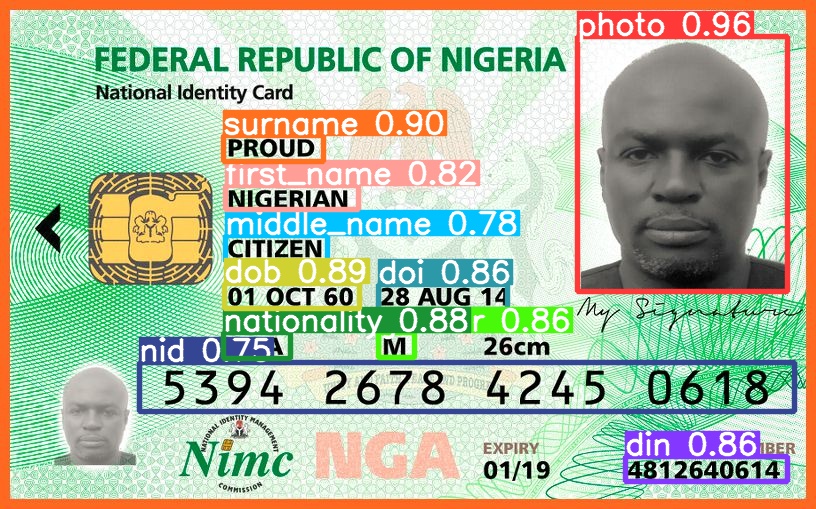 photo 0.96
FEDERAL REPUBLIC OF NIGERIA
National Identity Card
surname 0.90
PROUD
first_name 0.82
NIGERIAN
middle_name 0.78
CITIZEN
dob 0.89 doi 0.86
01 OCT 60 28 AUG 14
My Signature
nationality 0.88 r 0.86
nid 0.75 A M 26cm
5394 2678 4245 0618
NATIONAL IDENTITY MANAGEMENT
Nimc
COMMISSION
NGA
EXPIRY
01/19
din 0.86 IBER
4812640614